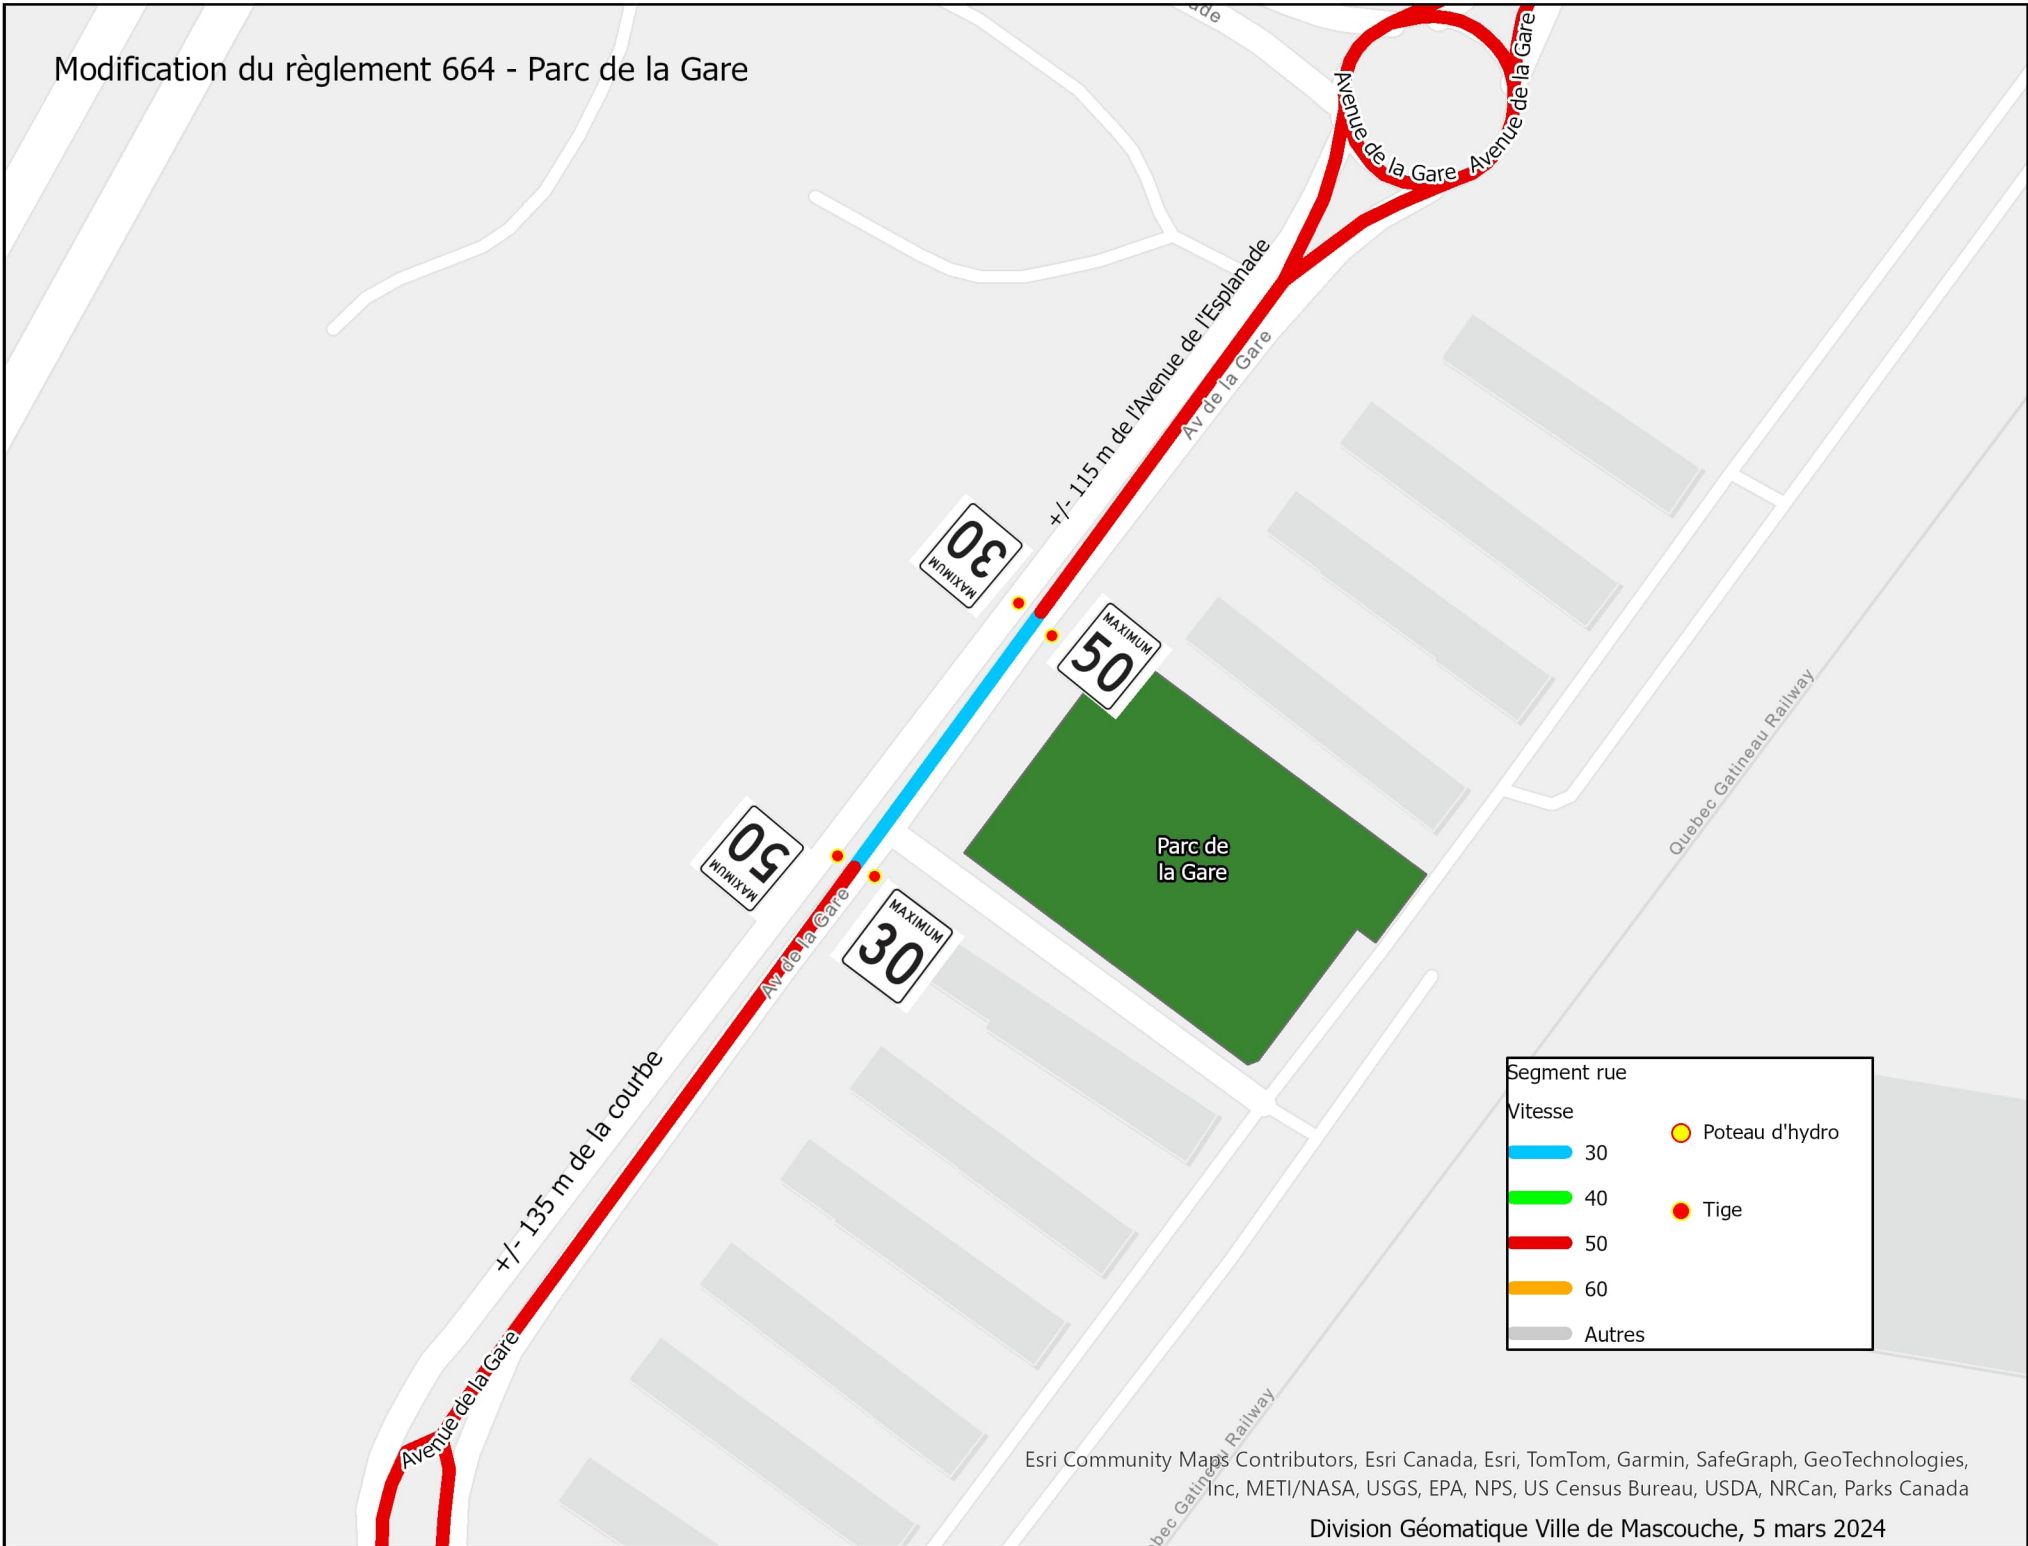 Modification du règlement 664 - Parc de la Gare
Avenue de la Gare
Avenue de la Gare
+/- 115 m de l'Avenue de l'Esplanade
Av de la Gare
MAXIMUM
30
MAXIMUM
50
Quebec Gatineau Railway
MAXIMUM
50
Parc de
la Gare
Av de la Gare
MAXIMUM
30
+/- 135 m de la courbe
Avenue de la Gare
Segment rue
Vitesse
30
40
50
60
Autres
Poteau d'hydro
Tige
Gatineau Railway
Esri Community Maps Contributors, Esri Canada, Esri, TomTom, Garmin, SafeGraph, GeoTechnologies,
Inc, METI/NASA, USGS, EPA, NPS, US Census Bureau, USDA, NRCan, Parks Canada
Division Géomatique Ville de Mascouche, 5 mars 2024